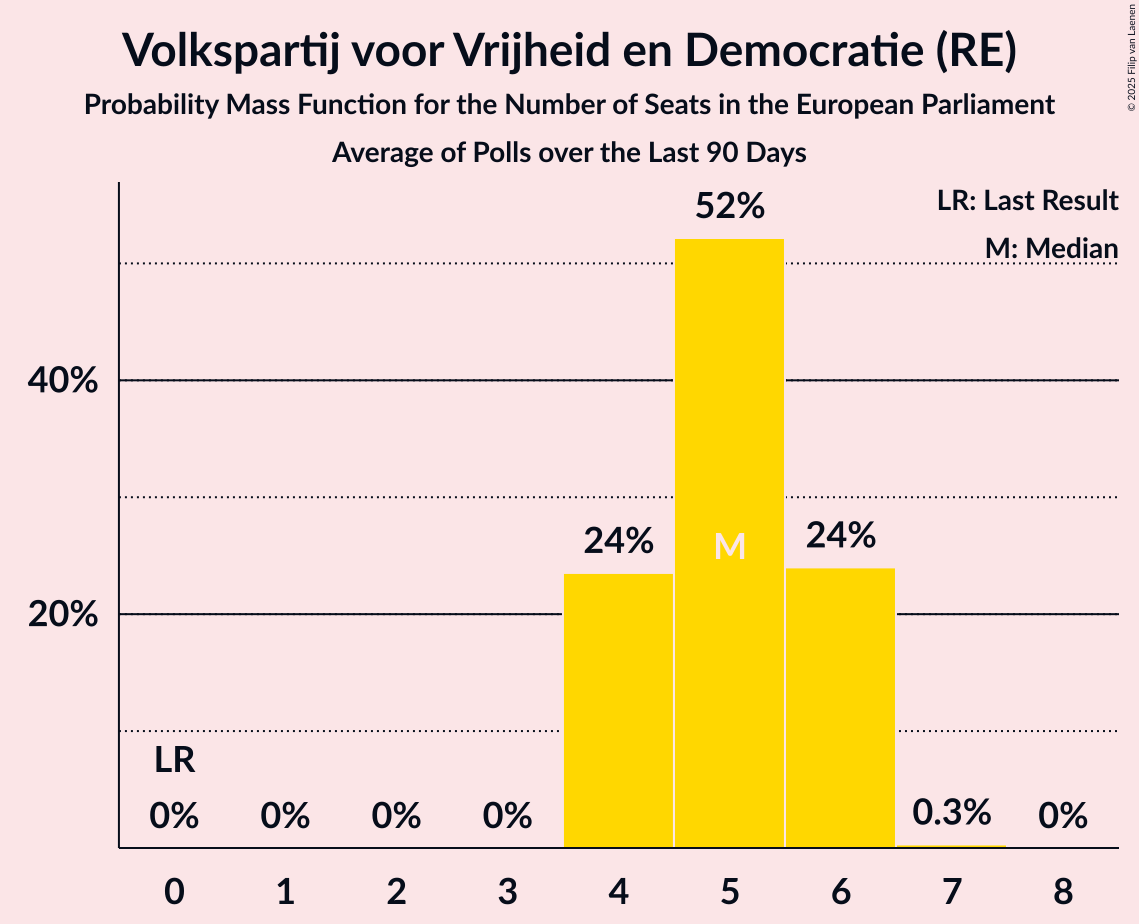 Volkspartij voor Vrijheid en Democratie (RE)
Probability Mass Function for the Number of Seats in the European Parliament
Average of Polls over the Last 90 Days
© 2025 Filip van Laenen
LR: Last Result
M: Median
52%
40%
24%
M
24%
20%
LR
0%
0%
0%
0%
0.3%
0%
0
1
2
3
4
5
6
7
8